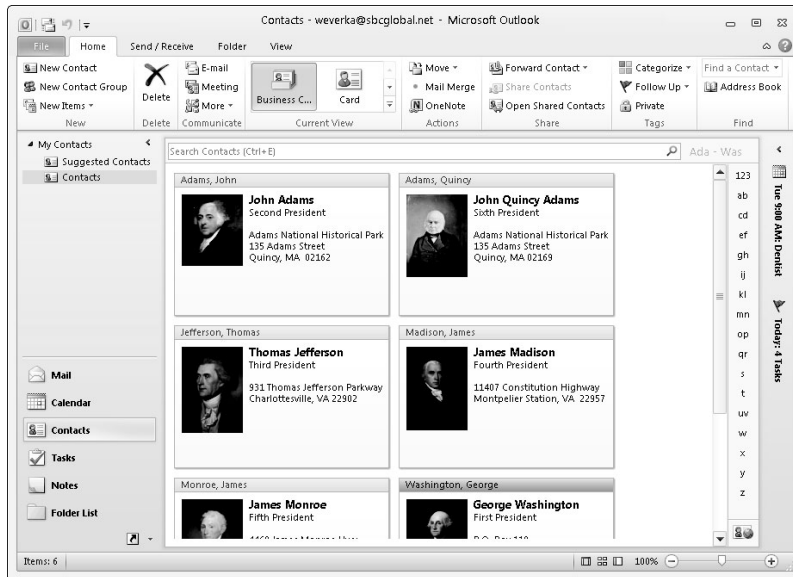 Contacts - weverka@sbcglobal.net - Microsoft Outlook
File Home Send / Receive Folder View
New Contact
New Contact Group
New Items
New
Delete
Delete
E-mail
Meeting
More
Communicate
Business C...
Card
Current View
Move
Mail Merge
OneNote
Actions
Forward Contact
Share Contacts
Open Shared Contacts
Share
Categorize
Follow Up
Private
Tags
Find a Contact
Address Book
Find
My Contacts
Suggested Contacts
Contacts
Mail
Calendar
Contacts
Tasks
Notes
Folder List
Search Contacts (Ctrl+E)
Ada - Was
Adams, John
John Adams
Second President
Adams National Historical Park
135 Adams Street
Quincy, MA 02162
Adams, Quincy
John Quincy Adams
Sixth President
Adams National Historical Park
135 Adams Street
Quincy, MA 02169
Jefferson, Thomas
Thomas Jefferson
Third President
931 Thomas Jefferson Parkway
Charlottesville, VA 22902
Madison, James
James Madison
Fourth President
11407 Constitution Highway
Montpelier Station, VA 22957
Monroe, James
James Monroe
Fifth President
Washington, George
George Washington
First President
123
ab
cd
ef
gh
ij
kl
mn
op
qr
s
t
uv
w
x
y
z
Tue 9:00 AM: Dentist
Today: 4 Tasks
Items: 6
100%